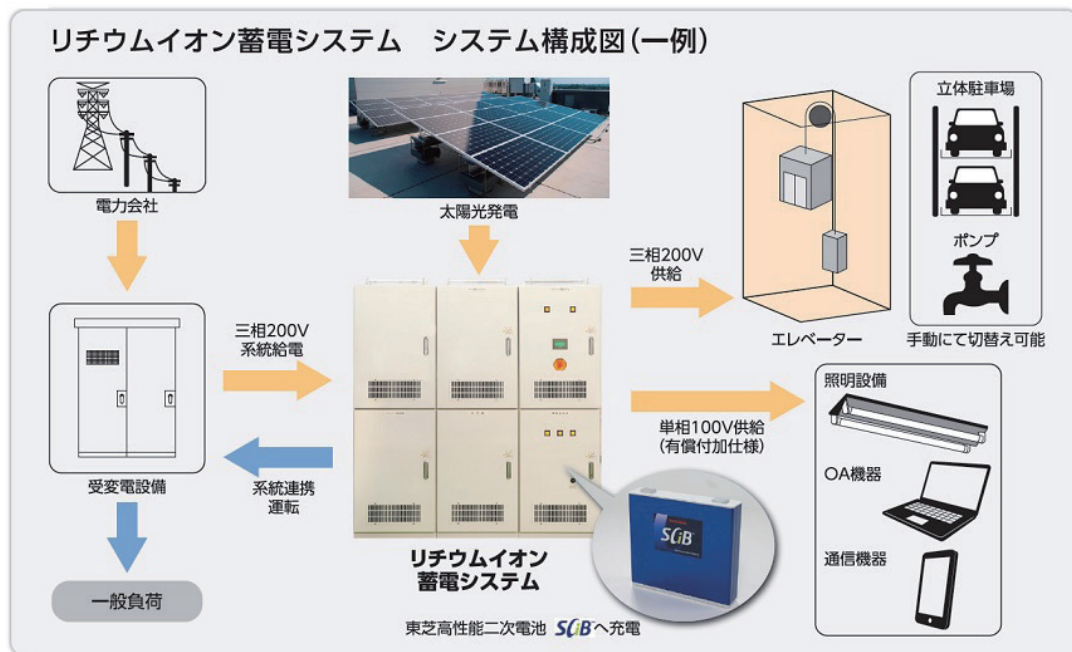 リチウムイオン蓄電システム　システム構成図（一例）
電力会社
太陽光発電
立体駐車場
ポンプ
三相200V
供給
エレベーター
手動にて切替え可能
三相200V
系統給電
受変電設備
系統連携
運転
一般負荷
リチウムイオン
蓄電システム
SCiB
単相100V供給
（有償付加仕様）
照明設備
OA機器
通信機器
東芝高性能二次電池 SCiBへ充電